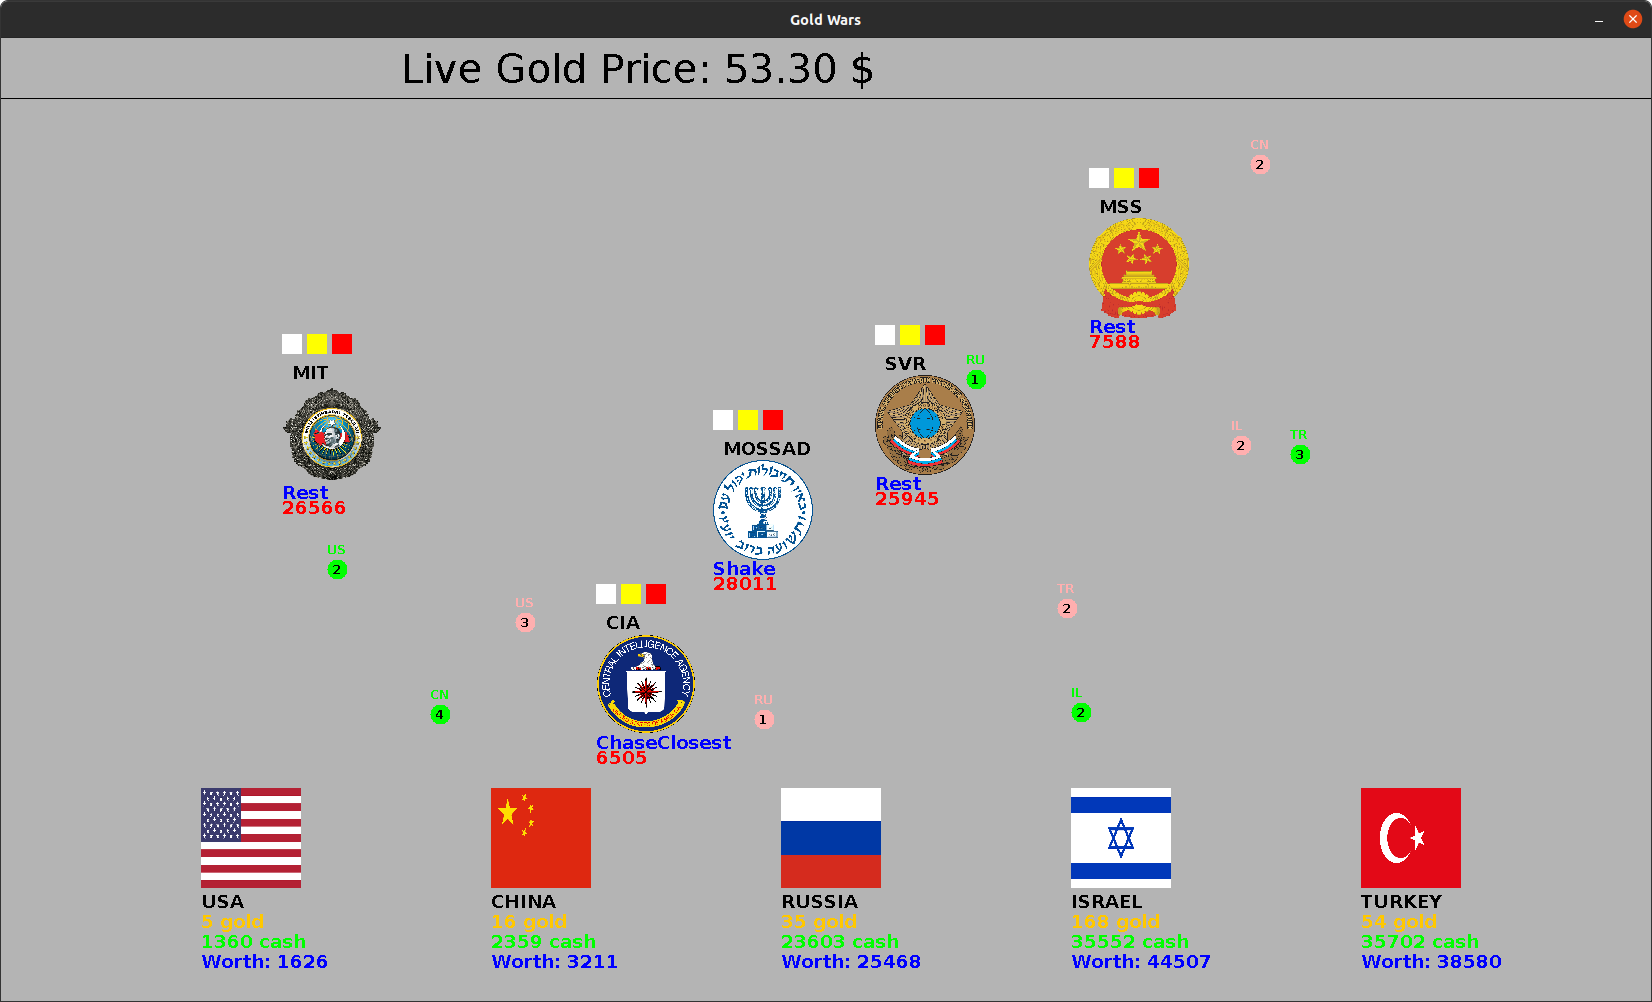 Gold Wars
Live Gold Price: 53.30 $
CN
2
MSS
Rest
7588
MIT
Rest
26566
SVR
Rest
25945
RU
1
MOSSAD
Shake
28011
IL
2
TR
3
US
2
US
3
CIA
CENTRAL INTELLIGENCE AGENCY
ChaseClosest
6505
TR
2
CN
4
RU
1
IL
2
USA
5 gold
1360 cash
Worth: 1626
CHINA
16 gold
2359 cash
Worth: 3211
RUSSIA
35 gold
23603 cash
Worth: 25468
ISRAEL
168 gold
35552 cash
Worth: 44507
TURKEY
54 gold
35702 cash
Worth: 38580